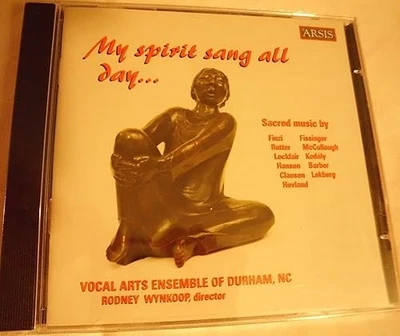 ARSIS
My spirit sang all
day...
Sacred music by
Finzi Fissinger
Rutter McCullough
Locklair Kodály
Hanson Barber
Clausen Lekberg
Hovland
VOCAL ARTS ENSEMBLE OF DURHAM, NC
RODNEY WYNKOOP, director